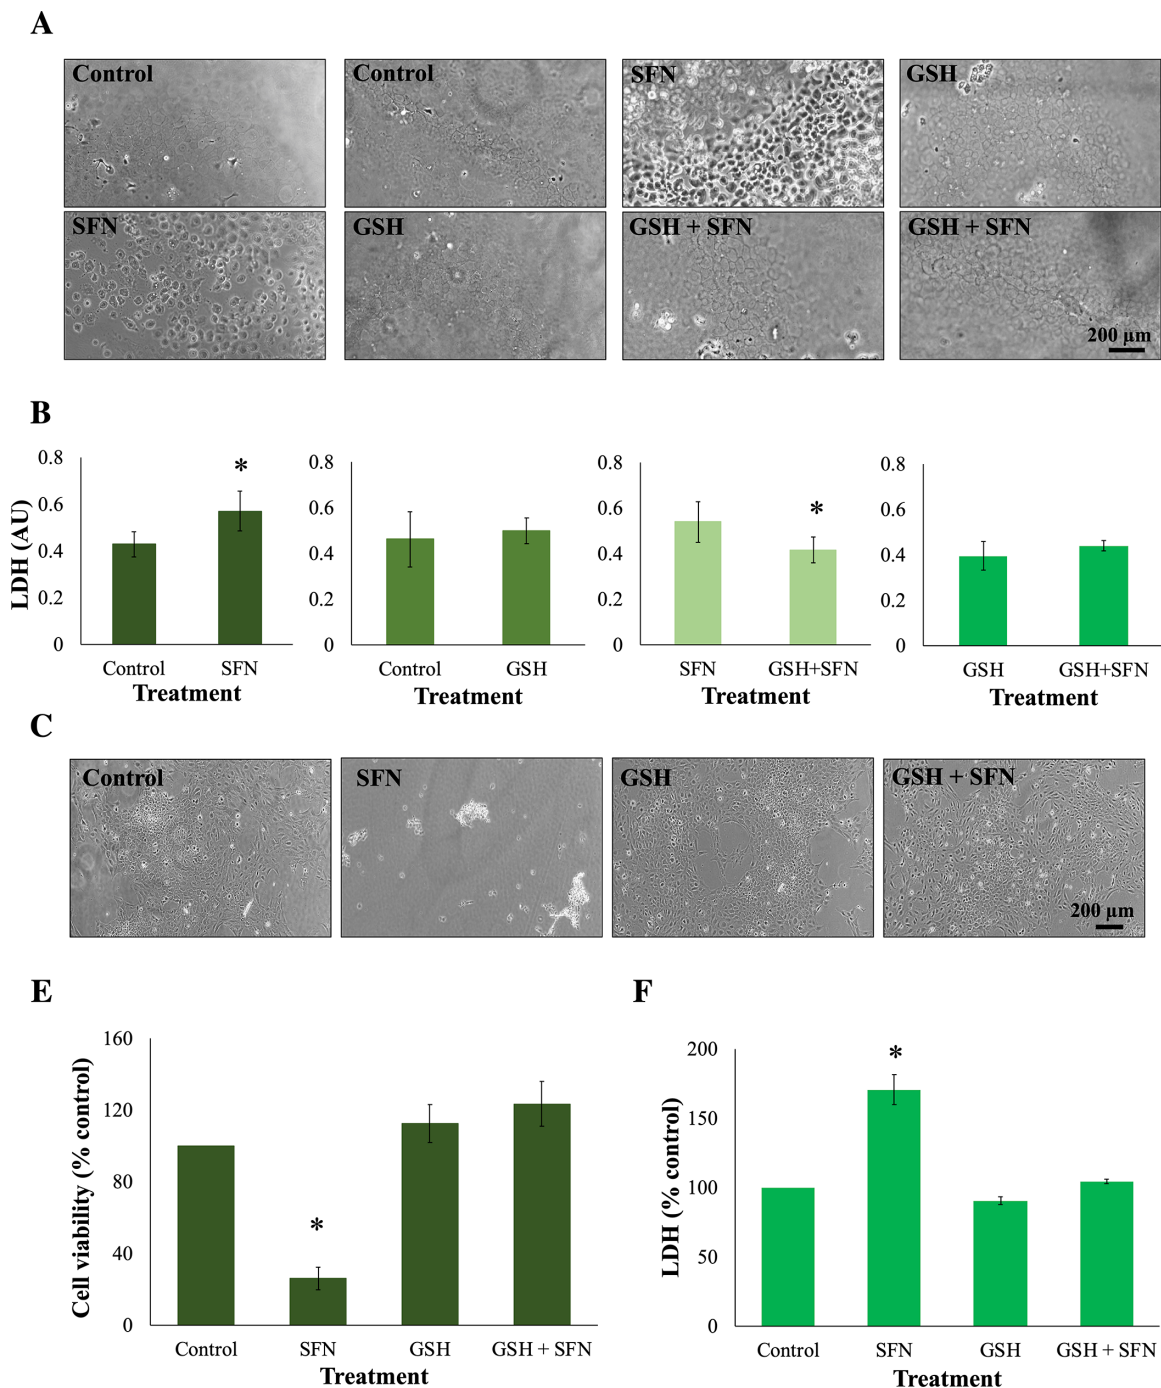 A
Control
Control
SFN
GSH
SFN
GSH
GSH + SFN
GSH + SFN
200 µm
B
LDH (AU)
0.8
0.6
0.4
0.2
0
Control
SFN
*
Treatment
0.8
0.6
0.4
0.2
0
Control
GSH
Treatment
0.8
0.6
0.4
0.2
0
SFN
GSH+SFN
*
Treatment
0.8
0.6
0.4
0.2
0
GSH
GSH+SFN
Treatment
C
Control
SFN
GSH
GSH + SFN
200 µm
E
Cell viability (% control)
160
120
80
40
0
*
Control
SFN
GSH
GSH + SFN
Treatment
F
LDH (% control)
200
150
100
50
0
*
Control
SFN
GSH
GSH + SFN
Treatment